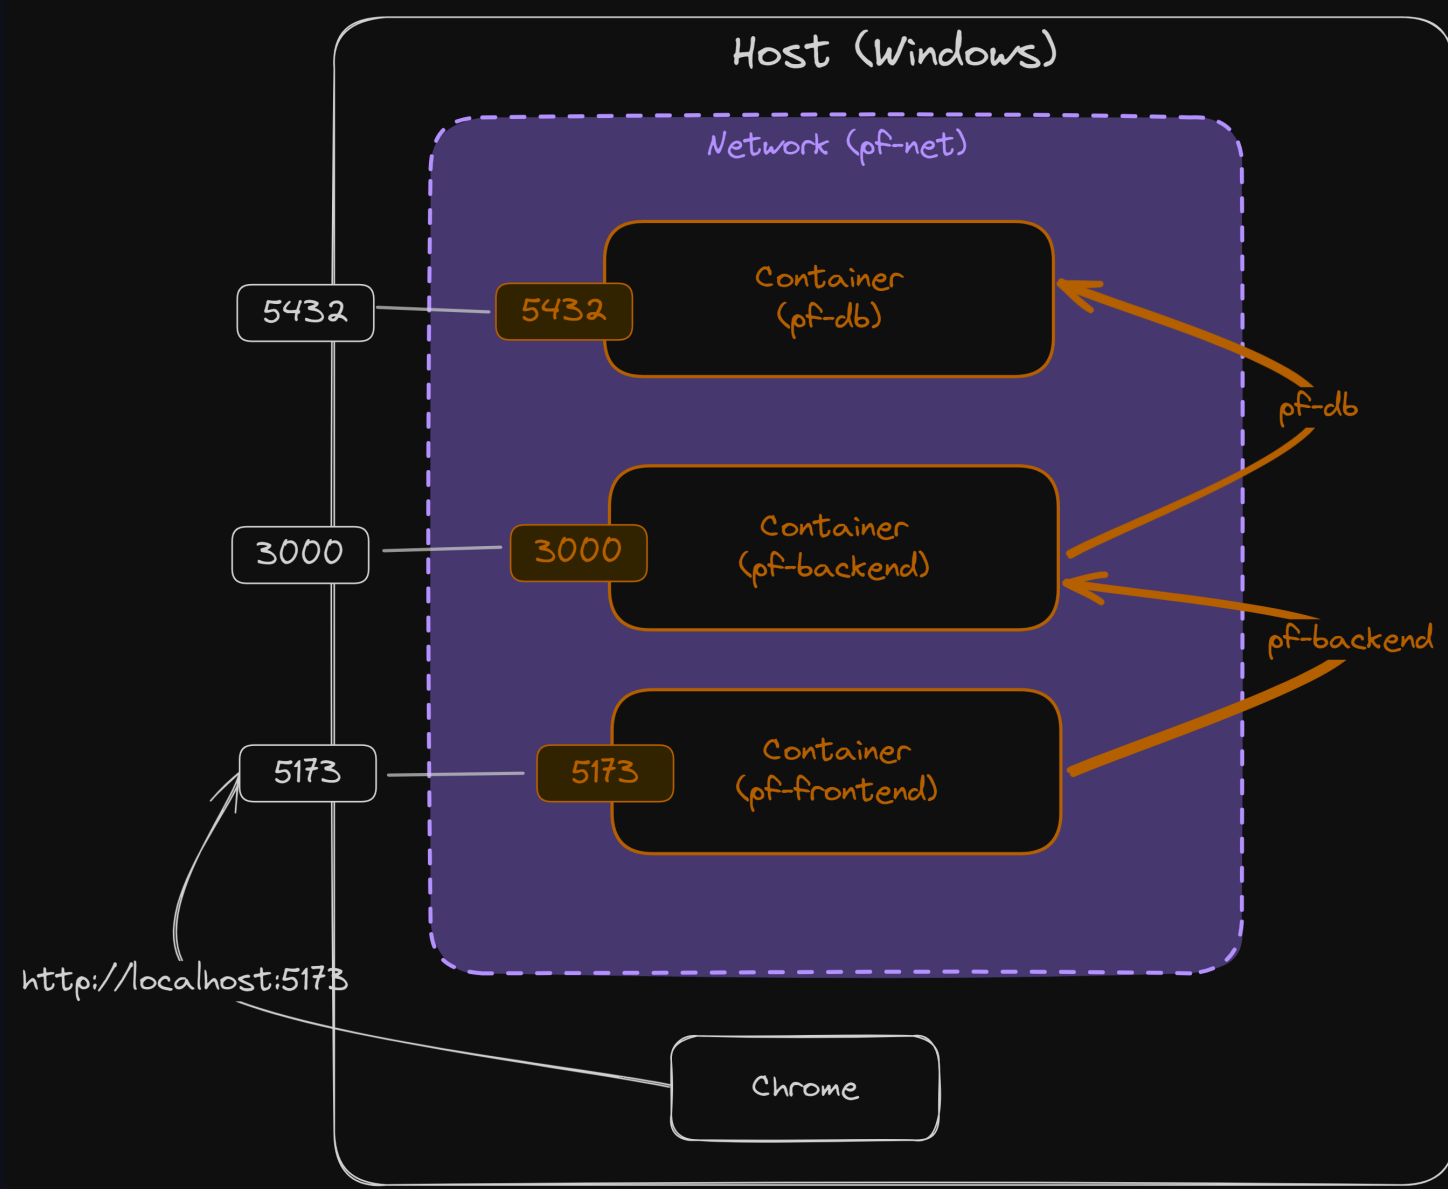 Host (Windows)
Network (pf-net)
5432
5432
Container
(pf-db)
pf-db
3000
3000
Container
(pf-backend)
pf-backend
5173
5173
Container
(pf-frontend)
http://localhost:5173
Chrome